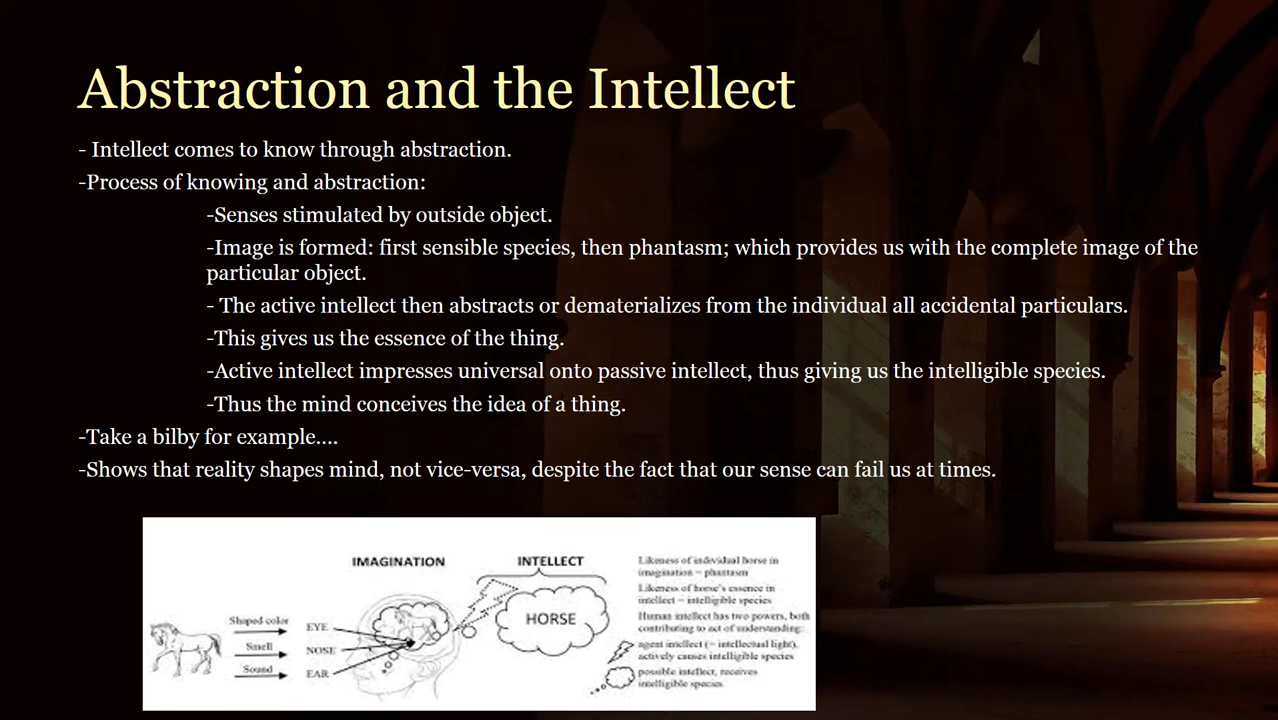 Abstraction and the Intellect
- Intellect comes to know through abstraction.
-Process of knowing and abstraction:
-Senses stimulated by outside object.
-Image is formed: first sensible species, then phantasm; which provides us with the complete image of the
particular object.
- The active intellect then abstracts or dematerializes from the individual all accidental particulars.
-This gives us the essence of the thing.
-Active intellect impresses universal onto passive intellect, thus giving us the intelligible species.
-Thus the mind conceives the idea of a thing.
-Take a bilby for example....
-Shows that reality shapes mind, not vice-versa, despite the fact that our sense can fail us at times.
IMAGINATION
INTELLECT
Shaped color
Smell
Sound
EYE
NOSE
EAR
HORSE
Likeness of individual horse in
imagination = phantasm
Likeness of horse's essence in
intellect = intelligible species
Human intellect has two powers, both
contributing to act of understanding:
agent intellect (= intellectual light),
actively causes intelligible species
possible intellect, receives
intelligible species